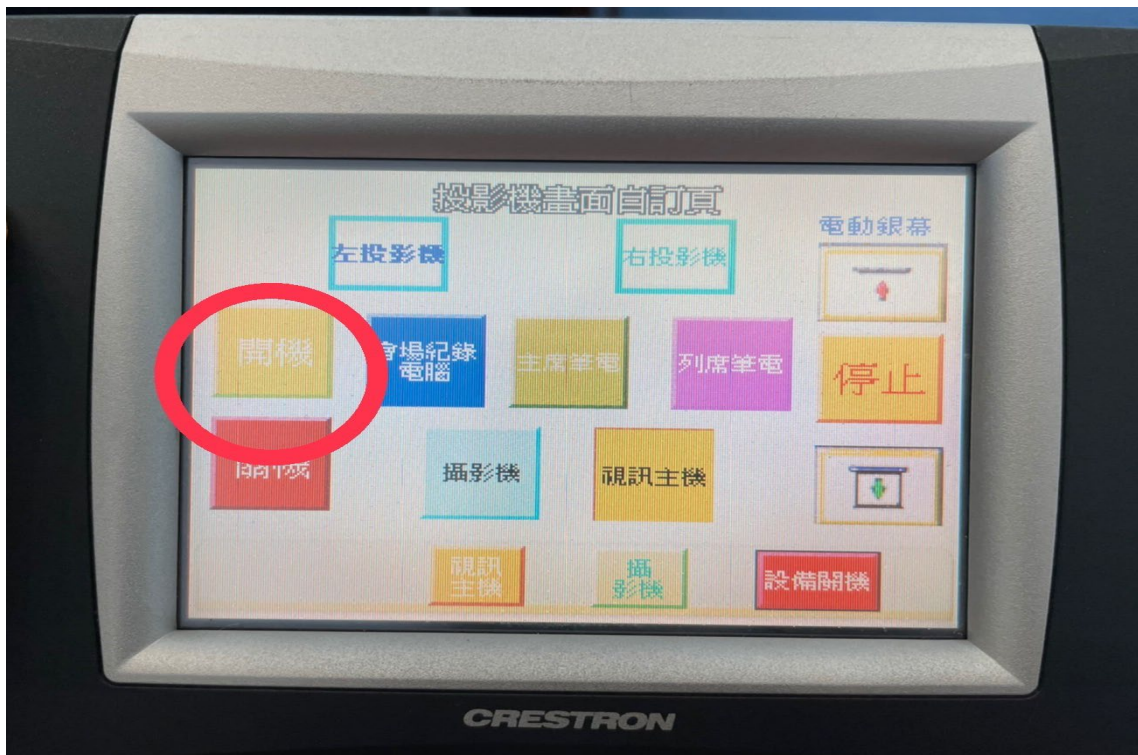 投影機畫面自訂頁
左投影機
右投影機
電動銀幕
開機
會場紀錄
電腦
主席筆電
列席筆電
停止
關機
攝影機
視訊主機
視訊
主機
攝
影機
設備關機
CRESTRON